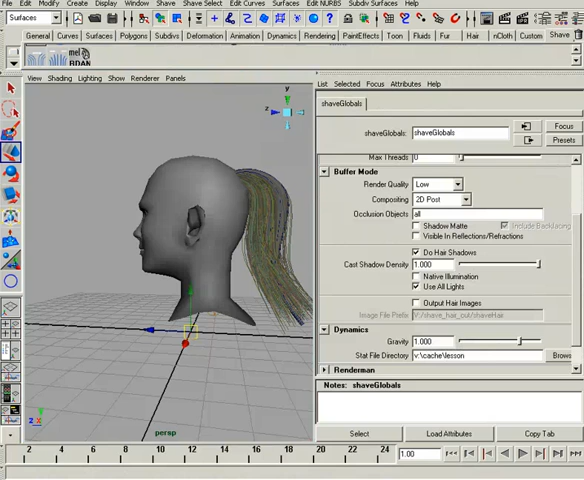 File Edit Modify Create Display Window Shave Edit Curves Surfaces Edit NURBS Subdiv Surfaces
Surfaces
General Curves Surfaces Polygons Subdivs Deformation Animation Dynamics Rendering PaintEffects Toon Fluids Fur Hair nCloth Custom Shave
mel
BDAN
View Shading Lighting Show Renderer Panels
List Selected Focus Attributes Help
shaveGlobals
shaveGlobals: shaveGlobals
Focus
Presets
Max Threads 0
Buffer Mode
Render Quality Low
Compositing 2D Post
Occlusion Objects all
Shadow Matte Include Backfacing
Visible In Reflections/Refractions
Do Hair Shadows
Cast Shadow Density 1.000
Native Illumination
Use All Lights
Output Hair Images
Image File Prefix V:/shave_hair_out/shaveHair
Dynamics
Gravity 1.000
Stat File Directory v:\cache\lesson Brows
Renderman
Notes: shaveGlobals
Select Load Attributes Copy Tab
y
z
z x
persp
2 4 6 8 10 12 14 16 18 20 22 24
1.00